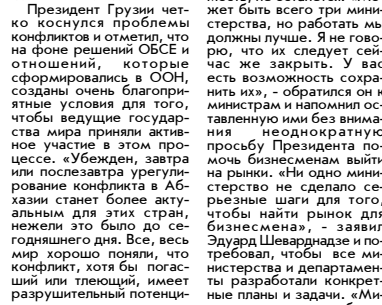 Президент Грузии чет-
ко коснулся проблемы
конфликтов и отметил, что
на фоне решений ОБСЕ и
отношений, которые
сформировались в ООН,
созданы очень благопри-
ятные условия для того,
чтобы ведущие государ-
ства мира приняли актив-
ное участие в этом про-
цессе. «Убежден, завтра
или послезавтра урегули-
рование конфликта в Аб-
хазии станет более акту-
альным для этих стран,
нежели это было до се-
годняшнего дня. Все, весь
мир хорошо поняли, что
конфликт, хотя бы погас-
ший или тлеющий, имеет
разрушительный потенци-
жет быть всего три мини-
стерства, но работать мы
должны лучше. Я не гово-
рю, что их следует сей-
час же закрыть. У вас
есть возможность сохра-
нить их», - обратился он к
министрам и напомнил ос-
тавленную ими без внима-
ния неоднократную
просьбу Президента по-
мочь бизнесменам выйти
на рынки. «Ни одно мини-
стерство не сделало се-
рьезные шаги для того,
чтобы найти рынок для
бизнесмена», - заявил
Эдуард Шеварднадзе и по-
требовал, чтобы все ми-
нистерства и департамен-
ты разработали конкрет-
ные планы и задачи. «Мы